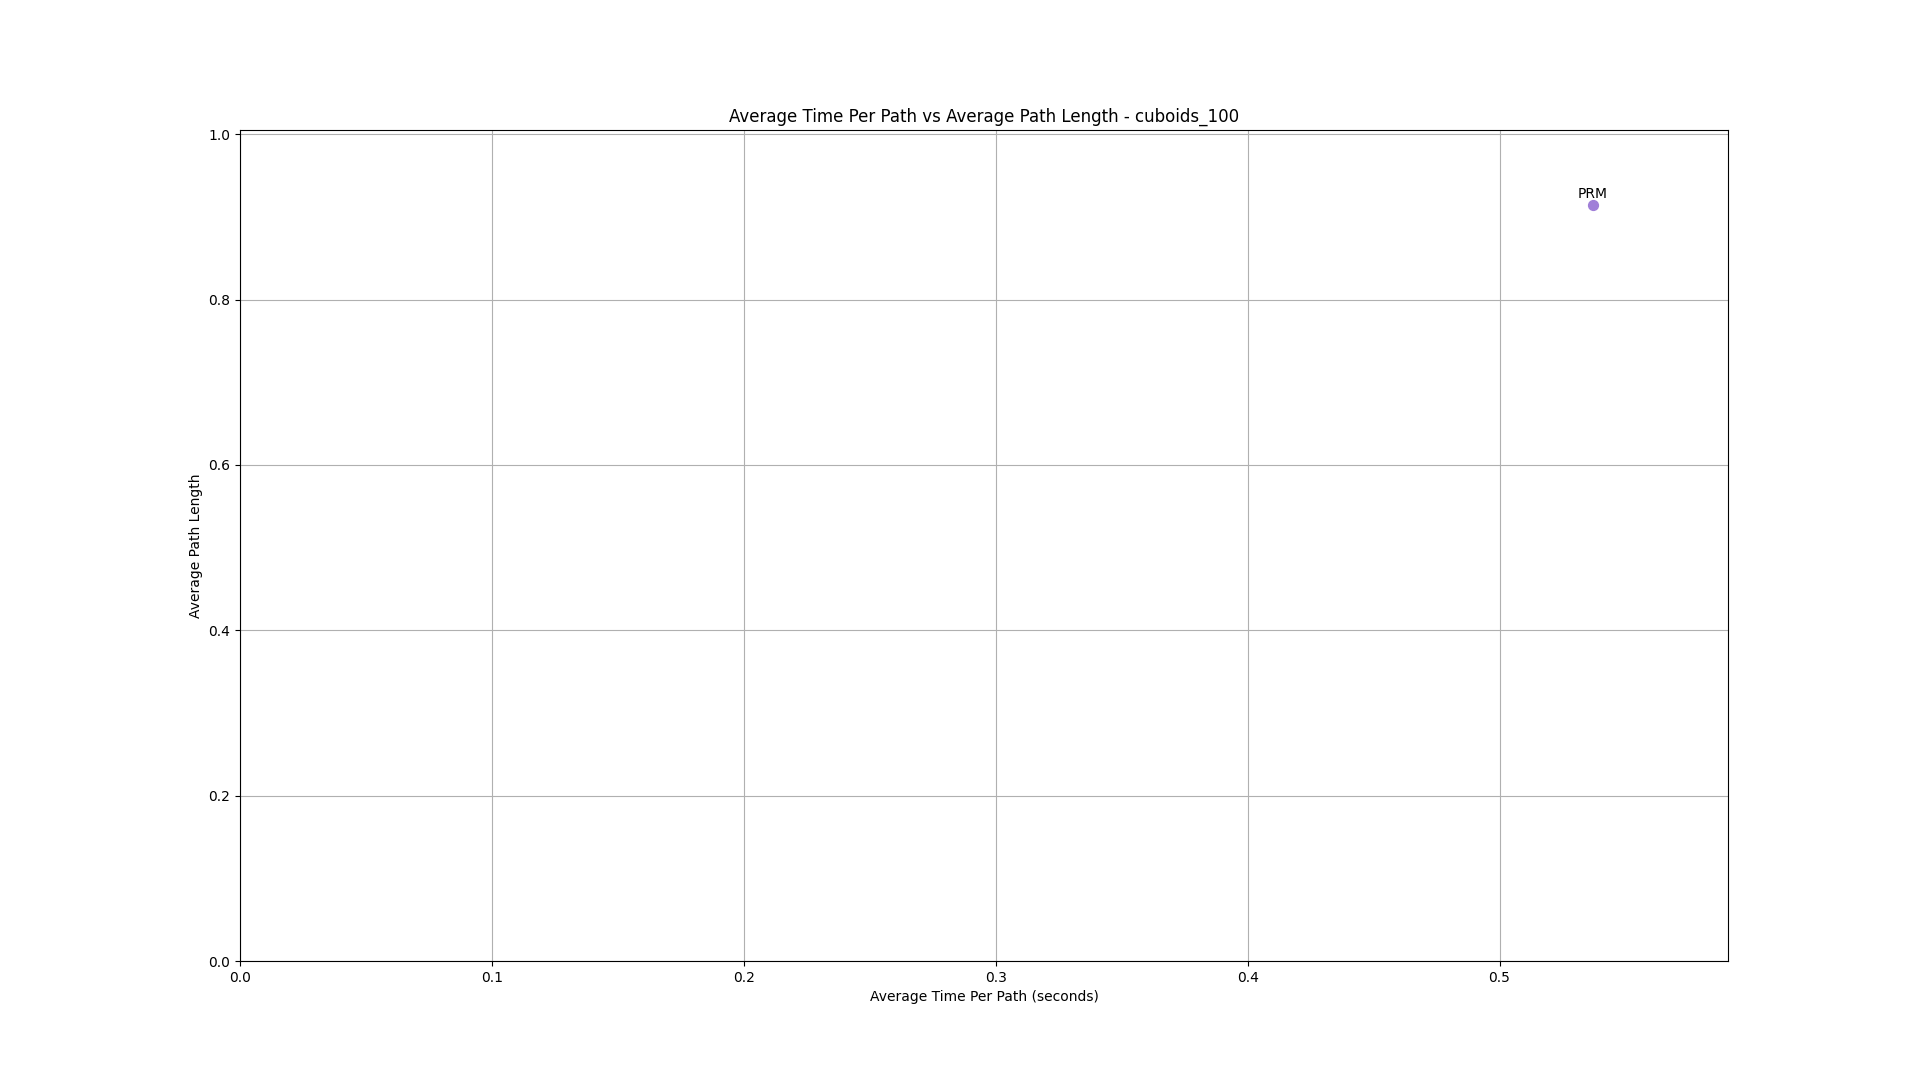 Average Time Per Path vs Average Path Length - cuboids_100
1.0
PRM
0.8
0.6
Average Path Length
0.4
0.2
0.0
0.0 0.1 0.2 0.3 0.4 0.5
Average Time Per Path (seconds)